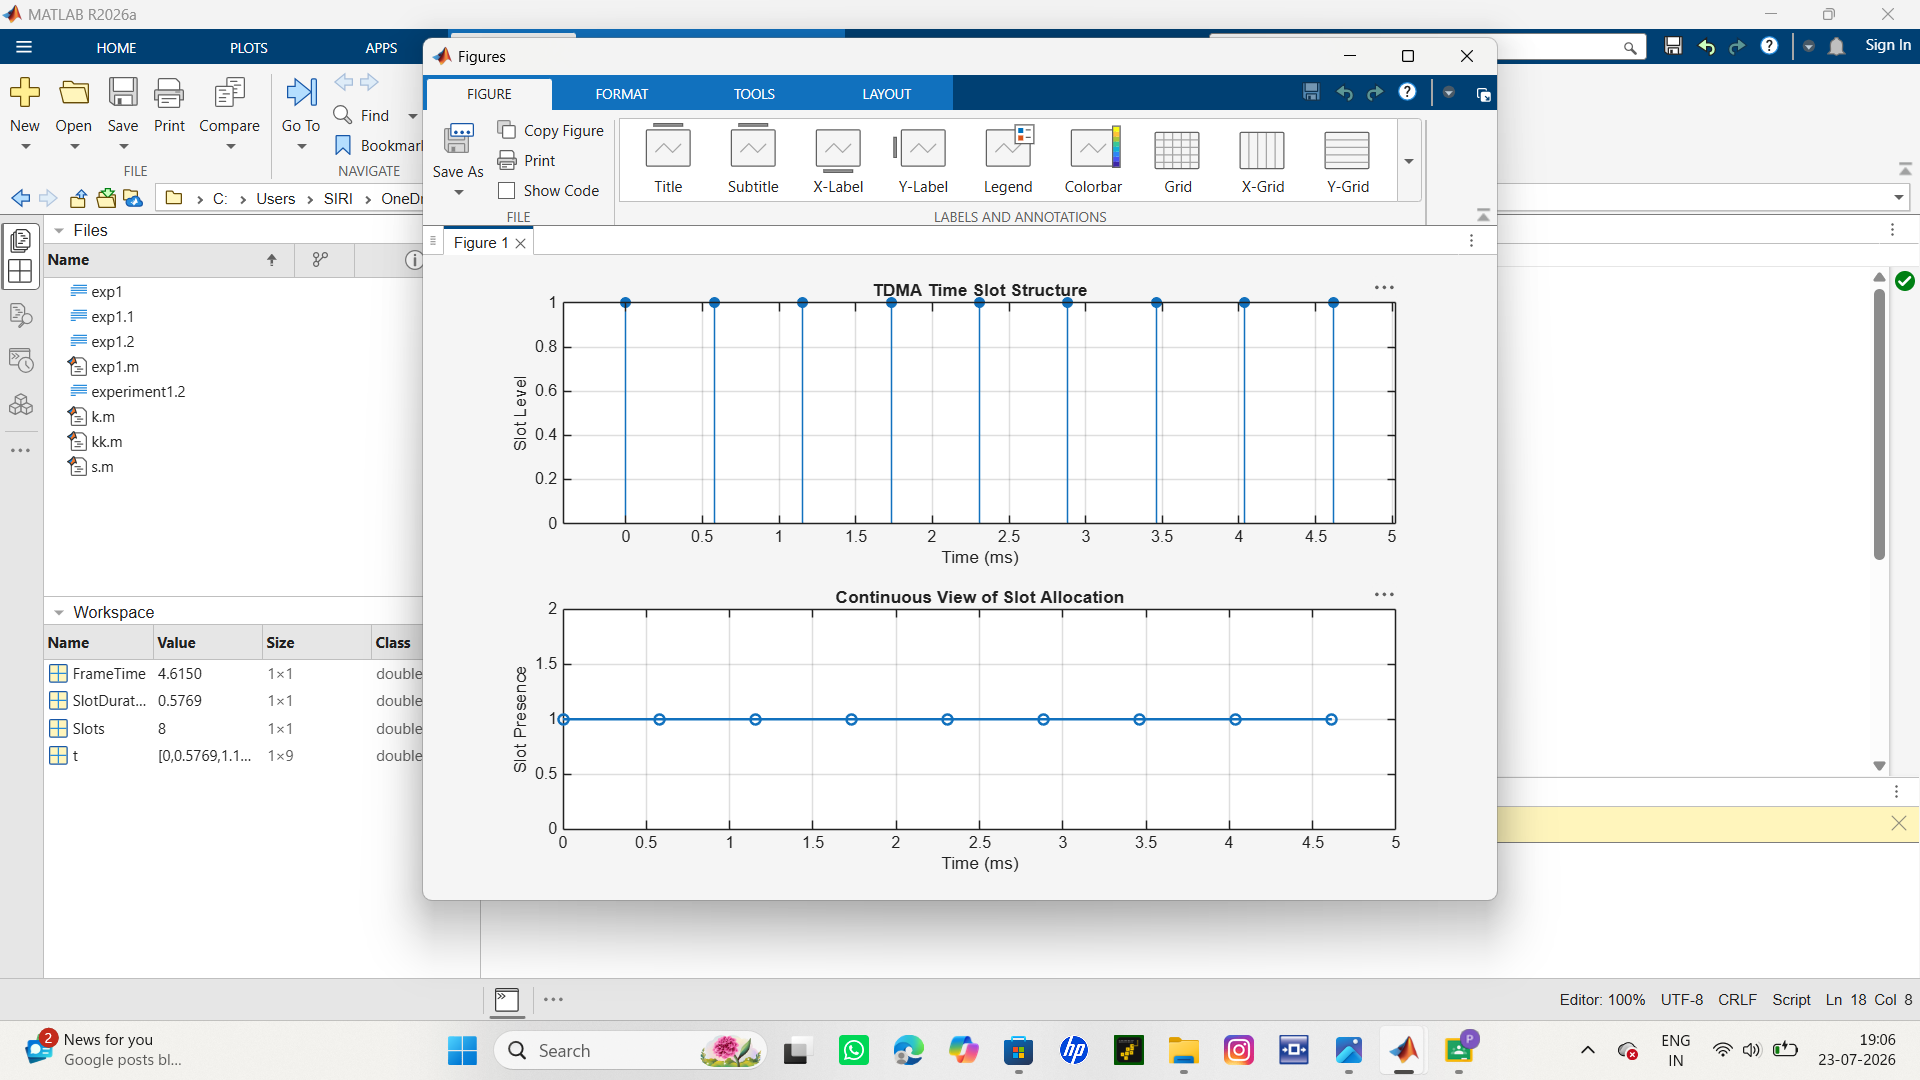 MATLAB R2026a
HOME PLOTS APPS
Sign In
New Open Save Print Compare Go To
Find
Bookmar
FILE NAVIGATE
C: Users SIRI OneDr
Files
Name
exp1
exp1.1
exp1.2
exp1.m
experiment1.2
k.m
kk.m
s.m
Workspace
Name Value Size Class
FrameTime 4.6150 1×1 double
SlotDurat... 0.5769 1×1 double
Slots 8 1×1 double
t [0,0.5769,1.1... 1×9 double
Figures
FIGURE FORMAT TOOLS LAYOUT
Save As
Copy Figure
Print
Show Code
FILE
Title Subtitle X-Label Y-Label Legend Colorbar Grid X-Grid Y-Grid
LABELS AND ANNOTATIONS
Figure 1
TDMA Time Slot Structure
Slot Level
1
0.8
0.6
0.4
0.2
0
0 0.5 1 1.5 2 2.5 3 3.5 4 4.5 5
Time (ms)
Continuous View of Slot Allocation
Slot Presence
2
1.5
1
0.5
0
0 0.5 1 1.5 2 2.5 3 3.5 4 4.5 5
Time (ms)
Editor: 100% UTF-8 CRLF Script Ln 18 Col 8
2
News for you
Google posts bl...
Search
hp
P
ENG
IN
19:06
23-07-2026